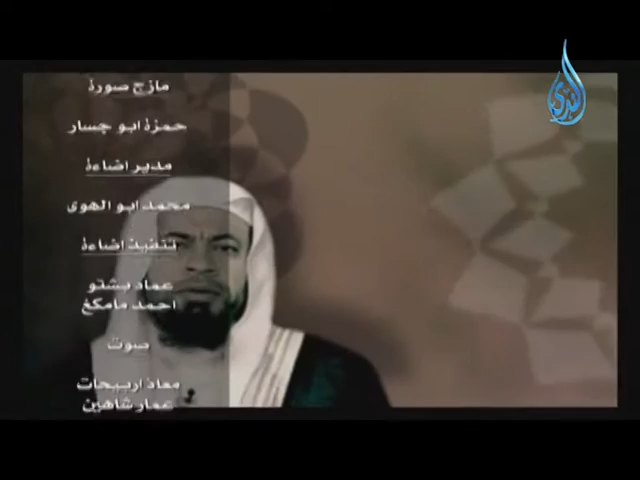 مازج صورة
حمزة ابو جسار
مدير اضاءة
محمد ابو الهوى
تنفيذ اضاءة
عماد بشتو
احمد مامكغ
صوت
معاذ اربيحات
عمار شاهين
الندى